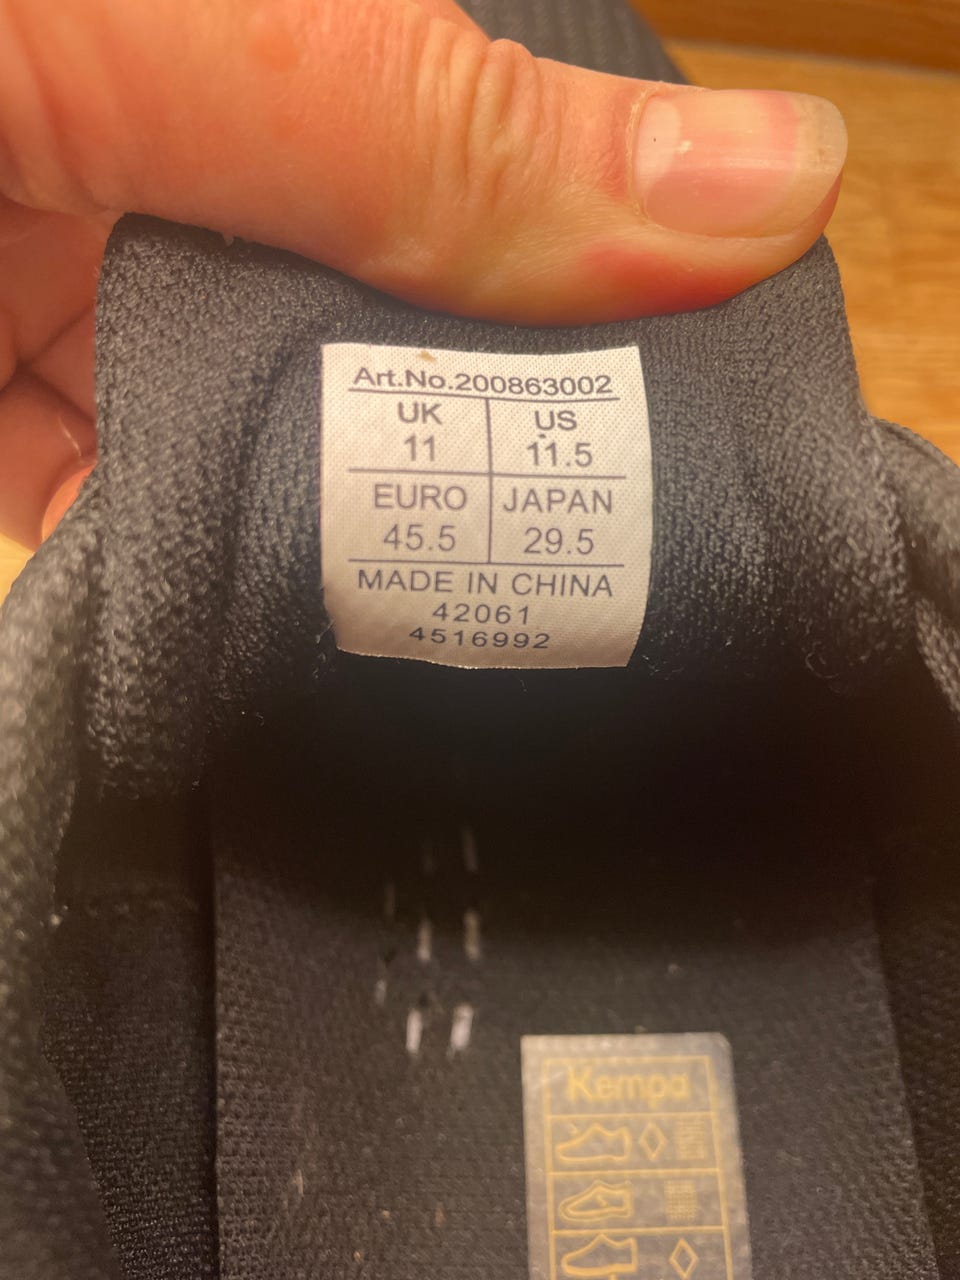 Art.No.200863002
UK US
11 11.5
EURO JAPAN
45.5 29.5
MADE IN CHINA
42061
4516992
Kempa